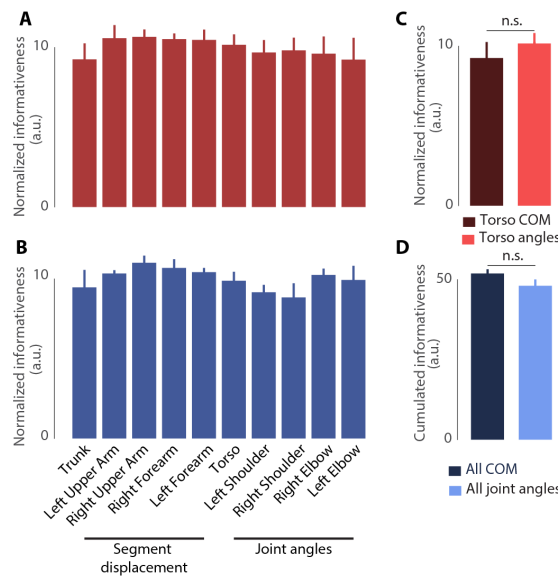 A
Normalized informativeness
(a.u.)
10
0
B
Normalized informativeness
(a.u.)
10
0
Trunk
Left Upper Arm
Right Upper Arm
Right Forearm
Left Forearm
Torso
Left Shoulder
Right Shoulder
Right Elbow
Left Elbow
Segment
displacement
Joint angles
C
n.s.
Normalized informativeness
(a.u.)
10
0
Torso COM
Torso angles
D
n.s.
Cumulated informativeness
(a.u.)
50
0
All COM
All joint angles